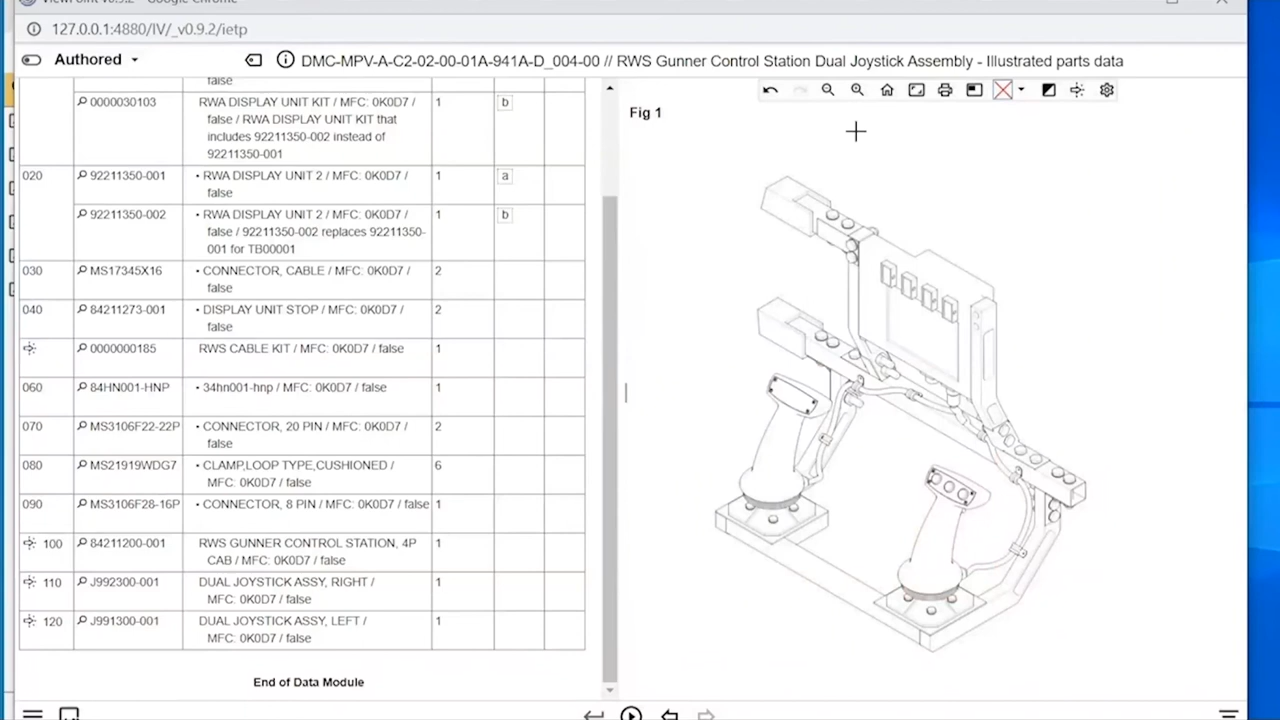 ViewPoint v0.9.2 - Google Chrome
127.0.0.1:4880/IV/_v0.9.2/ietp
Authored
DMC-MPV-A-C2-02-00-01A-941A-D_004-00 // RWS Gunner Control Station Dual Joystick Assembly - Illustrated parts data
false
0000030103 RWA DISPLAY UNIT KIT / MFC: 0K0D7 / 1 b
false / RWA DISPLAY UNIT KIT that
includes 92211350-002 instead of
92211350-001
020 92211350-001 • RWA DISPLAY UNIT 2 / MFC: 0K0D7 / 1 a
false
92211350-002 • RWA DISPLAY UNIT 2 / MFC: 0K0D7 / 1 b
false / 92211350-002 replaces 92211350-
001 for TB00001
030 MS17345X16 • CONNECTOR, CABLE / MFC: 0K0D7 / 2
false
040 84211273-001 • DISPLAY UNIT STOP / MFC: 0K0D7 / 2
false
0000000185 RWS CABLE KIT / MFC: 0K0D7 / false 1
060 84HN001-HNP • 34hn001-hnp / MFC: 0K0D7 / false 1
070 MS3106F22-22P • CONNECTOR, 20 PIN / MFC: 0K0D7 / 2
false
080 MS21919WDG7 • CLAMP,LOOP TYPE,CUSHIONED / 6
MFC: 0K0D7 / false
090 MS3106F28-16P • CONNECTOR, 8 PIN / MFC: 0K0D7 / false 1
100 84211200-001 RWS GUNNER CONTROL STATION, 4P 1
CAB / MFC: 0K0D7 / false
110 J992300-001 DUAL JOYSTICK ASSY, RIGHT / 1
MFC: 0K0D7 / false
120 J991300-001 DUAL JOYSTICK ASSY, LEFT / 1
MFC: 0K0D7 / false
End of Data Module
Fig 1